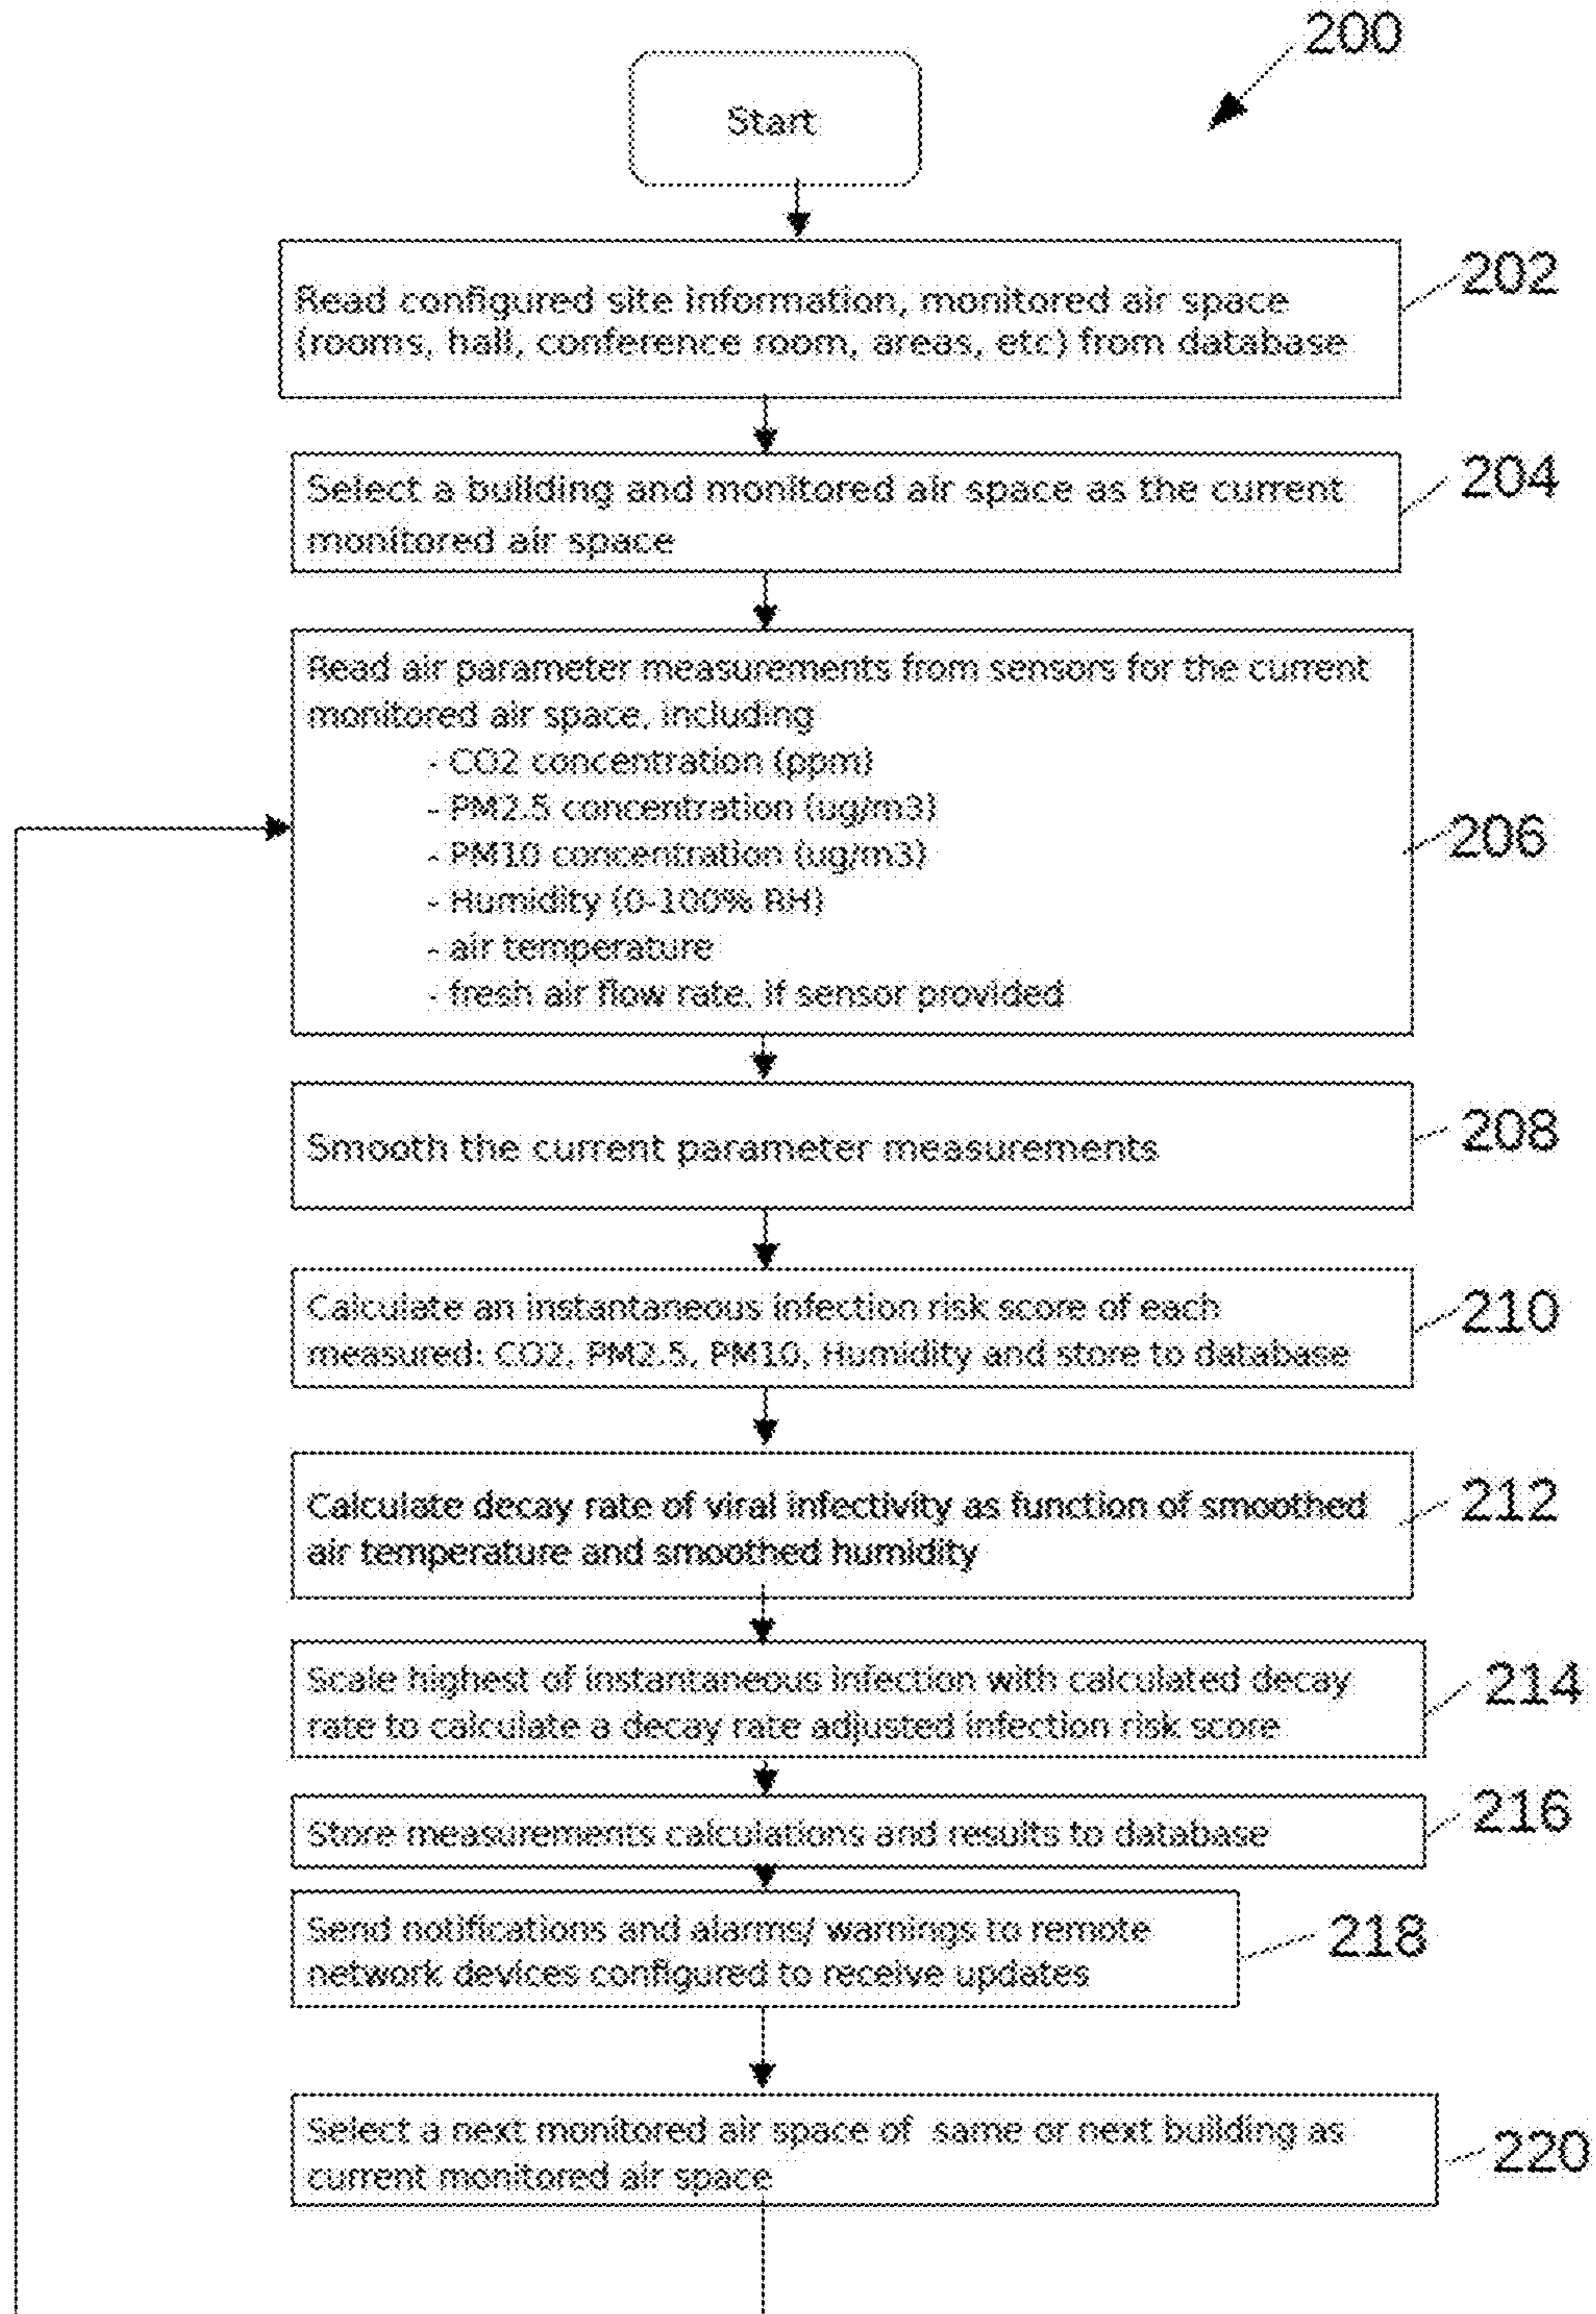 200
Start
Read configured site information, monitored air space
(rooms, hall, conference room, areas, etc) from database
202
Select a building and monitored air space as the current
monitored air space
204
Read air parameter measurements from sensors for the current
monitored air space, including
- CO2 concentration (ppm)
- PM2.5 concentration (ug/m3)
- PM10 concentration (ug/m3)
- Humidity (0-100% RH)
- air temperature
- fresh air flow rate, if sensor provided
206
Smooth the current parameter measurements
208
Calculate an instantaneous infection risk score of each
measured: CO2, PM2.5, PM10, Humidity and store to database
210
Calculate decay rate of viral infectivity as function of smoothed
air temperature and smoothed humidity
212
Scale highest of instantaneous infection with calculated decay
rate to calculate a decay rate adjusted infection risk score
214
Store measurements calculations and results to database
216
Send notifications and alarms/ warnings to remote
network devices configured to receive updates
218
Select a next monitored air space of same or next building as
current monitored air space
220